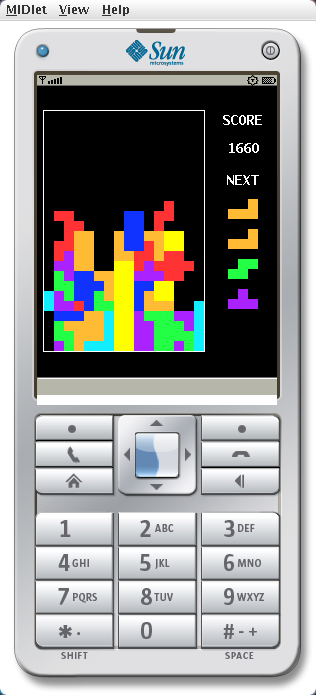 MIDlet View Help
Sun
microsystems
SCORE
1660
NEXT
1 2 ABC 3 DEF
4 GHI 5 JKL 6 MNO
7 PQRS 8 TUV 9 WXYZ
* . 0 # - +
SHIFT SPACE